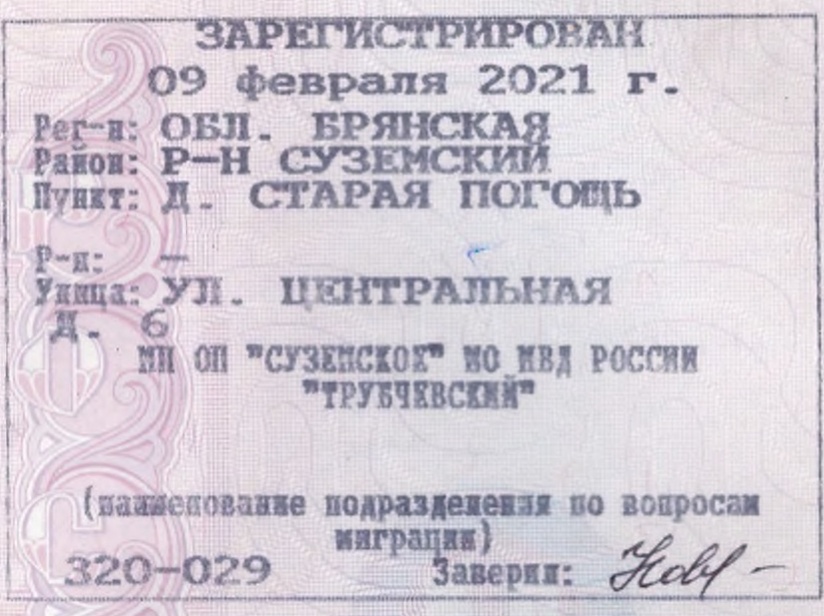 ЗАРЕГИСТРИРОВАН
09 февраля 2021 г.
Рег-н: ОБЛ. БРЯНСКАЯ
Район: Р-Н СУЗЕМСКИЙ
Пункт: Д. СТАРАЯ ПОГОЩЬ
Р-н: —
Улица: УЛ. ЦЕНТРАЛЬНАЯ
Д. 6
МП ОП "СУЗЕМСКОЕ" МО МВД РОССИИ
"ТРУБЧЕВСКИЙ"
(наименование подразделения по вопросам
миграции)
320-029 Заверил: